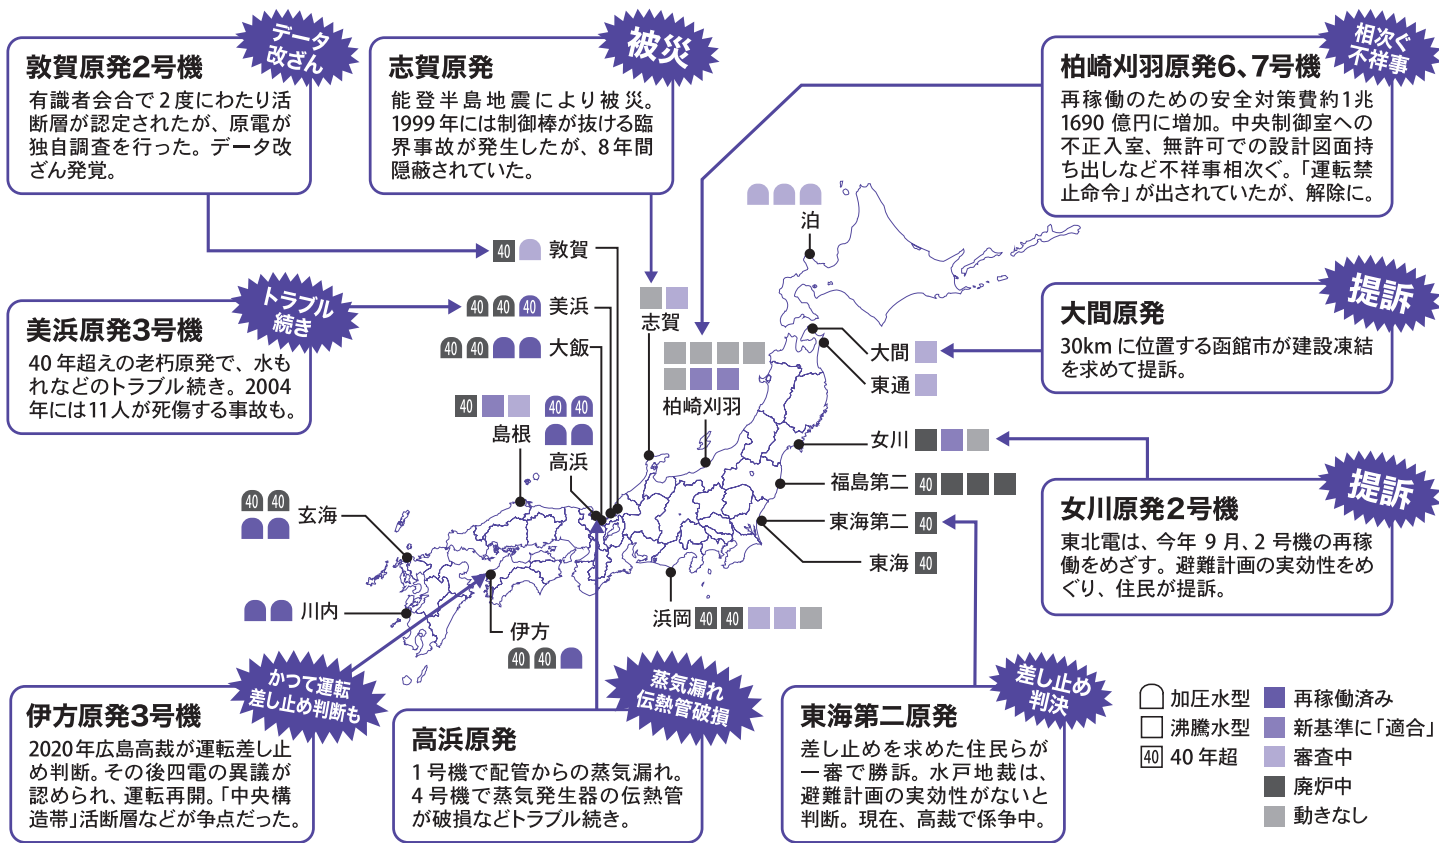 データ
改ざん
敦賀原発2号機
有識者会合で2度にわたり活
断層が認定されたが、原電が
独自調査を行った。データ改
ざん発覚。
被災
志賀原発
能登半島地震により被災。
1999年には制御棒が抜ける臨
界事故が発生したが、8年間
隠蔽されていた。
相次ぐ
不祥事
柏崎刈羽原発6、7号機
再稼働のための安全対策費約1兆
1690億円に増加。中央制御室への
不正入室、無許可での設計図面持
ち出しなど不祥事相次ぐ。「運転禁
止命令」が出されていたが、解除に。
泊
40 敦賀
トラブル
続き
美浜原発3号機
40年超えの老朽原発で、水も
れなどのトラブル続き。2004
年には11人が死傷する事故も。
40 40 40 美浜
40 40 大飯
志賀
柏崎刈羽
40
島根
40 40
高浜
提訴
大間原発
30kmに位置する函館市が建設凍結
を求めて提訴。
大間
東通
女川
福島第二 40
東海第二 40
東海 40
提訴
女川原発2号機
東北電は、今年9月、2号機の再稼
働をめざす。避難計画の実効性をめ
ぐり、住民が提訴。
40 40
玄海
川内
伊方
40 40
浜岡 40 40
かつて運転
差し止め判断も
伊方原発3号機
2020年広島高裁が運転差し止
め判断。その後四電の異議が
認められ、運転再開。「中央構
造帯」活断層などが争点だった。
蒸気漏れ
伝熱管破損
高浜原発
1号機で配管からの蒸気漏れ。
4号機で蒸気発生器の伝熱管
が破損などトラブル続き。
差し止め
判決
東海第二原発
差し止めを求めた住民らが
一審で勝訴。水戸地裁は、
避難計画の実効性がないと
判断。現在、高裁で係争中。
加圧水型
沸騰水型
40 40年超
再稼働済み
新基準に「適合」
審査中
廃炉中
動きなし